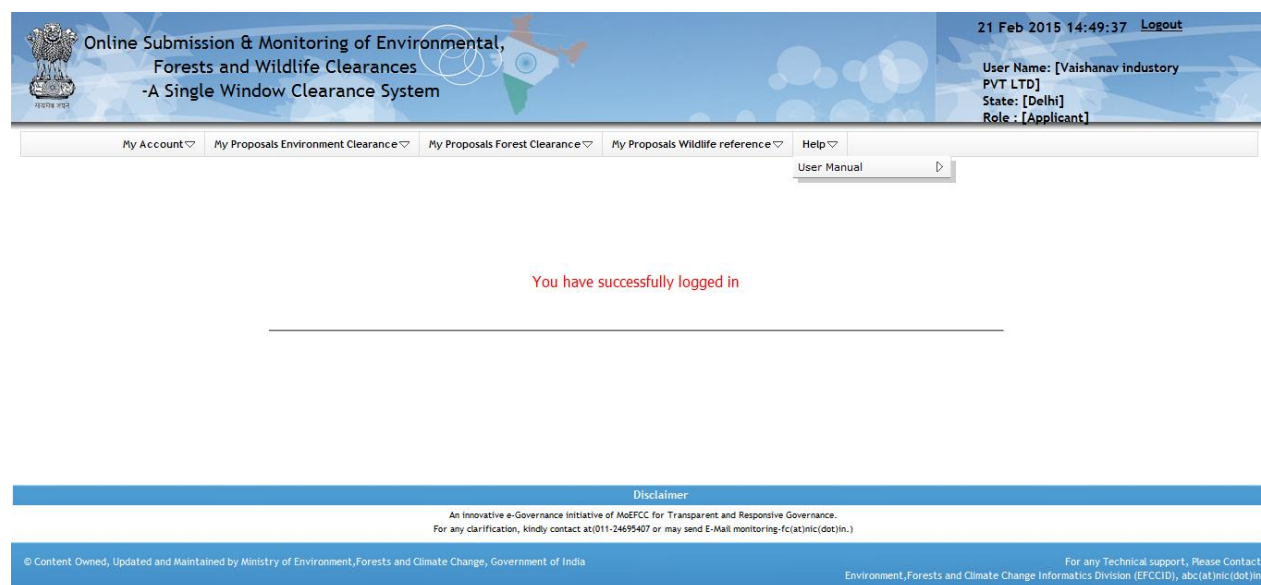 Online Submission & Monitoring of Environmental,
Forests and Wildlife Clearances
-A Single Window Clearance System
21 Feb 2015 14:49:37 Logout
User Name: [Vaishanav industory
PVT LTD]
State: [Delhi]
Role : [Applicant]
My Account My Proposals Environment Clearance My Proposals Forest Clearance My Proposals Wildlife reference Help
User Manual
You have successfully logged in
Disclaimer
An innovative e-Governance initiative of MoEFCC for Transparent and Responsive Governance.
For any clarification, kindly contact at(011-24695407 or may send E-Mail monitoring-fc(at)nic(dot)in.)
© Content Owned, Updated and Maintained by Ministry of Environment,Forests and Climate Change, Government of India
For any Technical support, Please Contact
Environment,Forests and Climate Change Informatics Division (EFCCID), abc(at)nic(dot)in